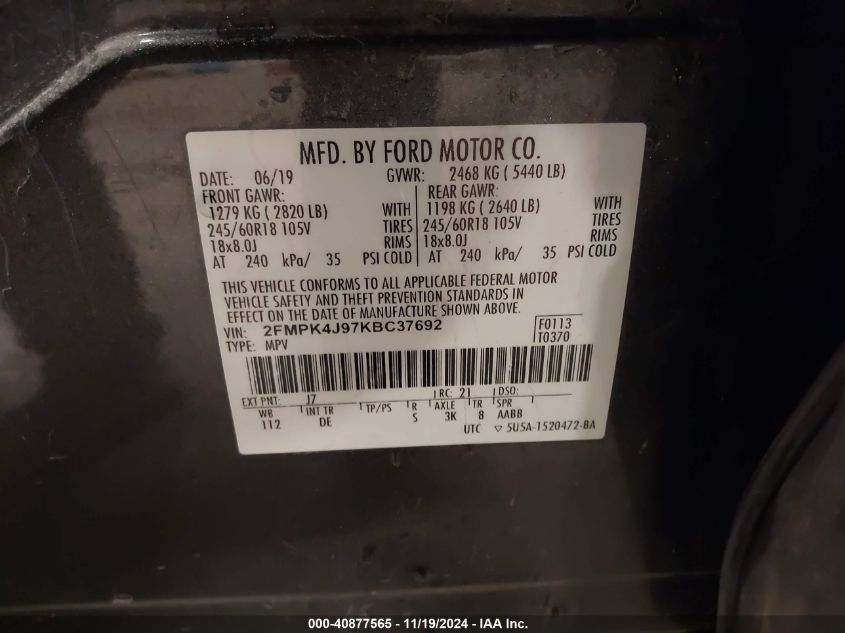 MFD. BY FORD MOTOR CO.
DATE: 06/19 GVWR: 2468 KG ( 5440 LB)
FRONT GAWR: REAR GAWR:
1279 KG ( 2820 LB) WITH 1198 KG ( 2640 LB) WITH
245/60R18 105V TIRES 245/60R18 105V TIRES
18x8.0J RIMS 18x8.0J RIMS
AT 240 kPa/ 35 PSI COLD AT 240 kPa/ 35 PSI COLD
THIS VEHICLE CONFORMS TO ALL APPLICABLE FEDERAL MOTOR
VEHICLE SAFETY AND THEFT PREVENTION STANDARDS IN
EFFECT ON THE DATE OF MANUFACTURE SHOWN ABOVE.
VIN: 2FMPK4J97KBC37692 F0113
TYPE: MPV T0370
EXT PNT: J7 RC: 21 DSO:
WB INT TR TP/PS R AXLE TR SPR
112 DE S 3K 8 AABB
UTC ▽ 5U5A-1520472-BA
000-40877565 - 11/19/2024 - IAA Inc.